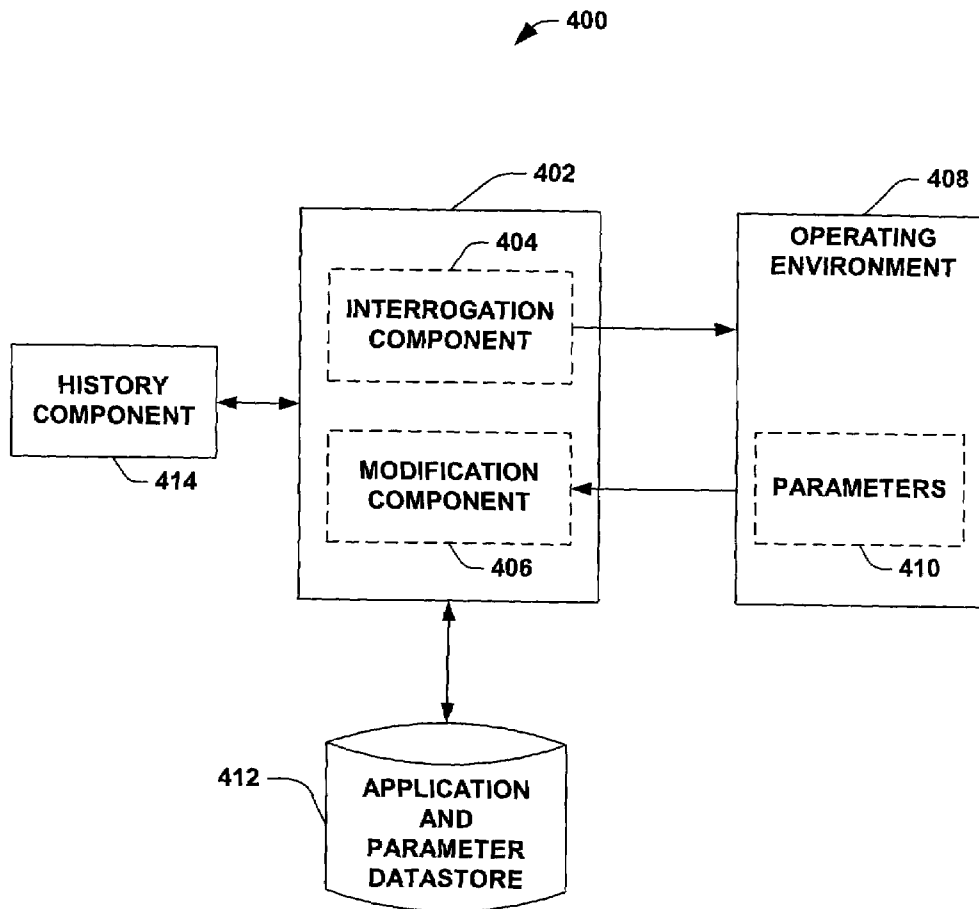 400
402
408
404
OPERATING
ENVIRONMENT
INTERROGATION
COMPONENT
HISTORY
COMPONENT
414
MODIFICATION
COMPONENT
406
PARAMETERS
410
412
APPLICATION
AND
PARAMETER
DATASTORE